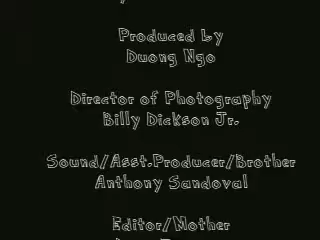 Produced by
Duong Ngo
Director of Photography
Billy Dickson Jr.
Sound/Asst.Producer/Brother
Anthony Sandoval
Editor/Mother